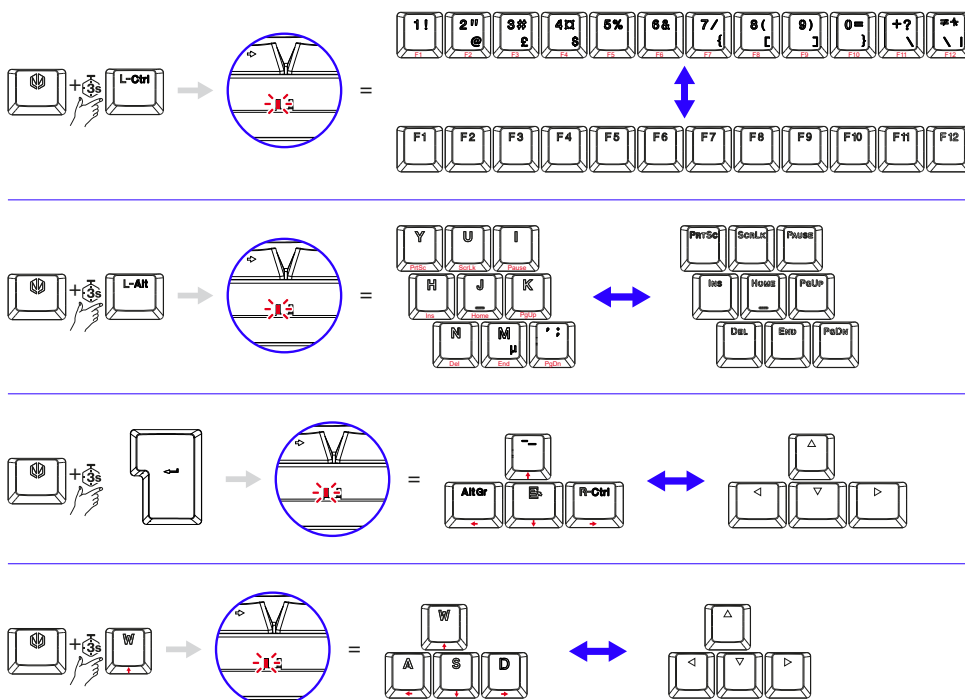 1 ! 2 " @ 3 # £ 4 ¤ $ 5 % 6 & 7 / { 8 ( [ 9 ) ] 0 = } + ? \
F1 F2 F3 F4 F5 F6 F7 F8 F9 F10 F11 F12
+ 3s L-Ctrl =
F1 F2 F3 F4 F5 F6 F7 F8 F9 F10 F11 F12
Y U I
PrtSc ScrLk Pause
PRTSC SCRLK PAUSE
+ 3s L-Alt =
H J K
Ins Home PgUp
INS HOME PGUP
N M µ ' ;
Del End PgDn
DEL END PGDN
- _
+ 3s =
AltGr R-Ctrl
+ 3s W =
W
A S D